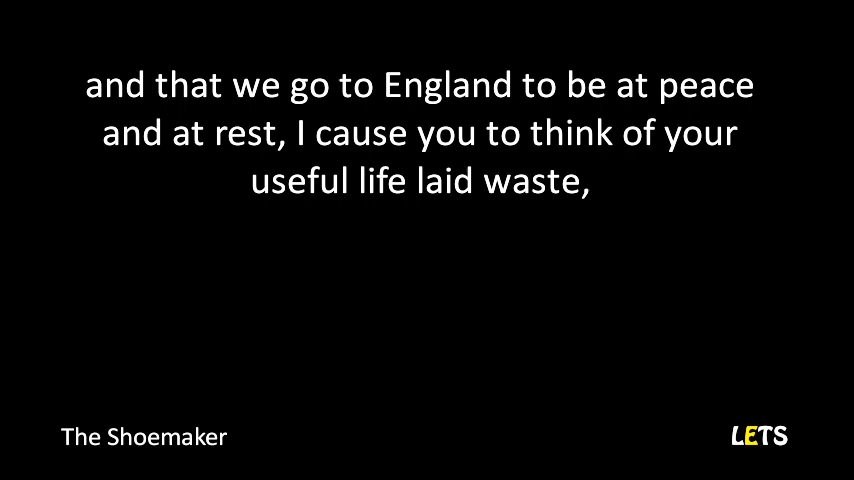 and that we go to England to be at peace
and at rest, I cause you to think of your
useful life laid waste,
The Shoemaker
LETS